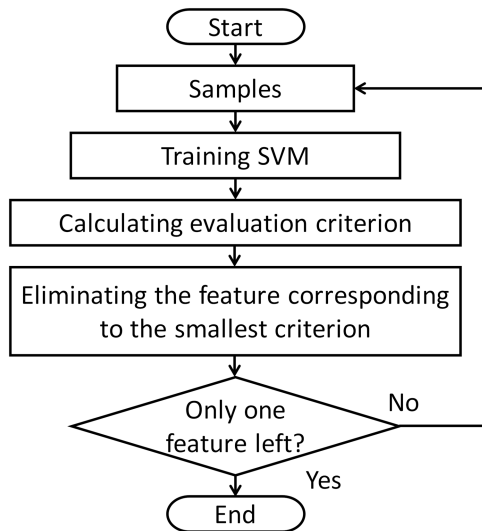 Start
Samples
Training SVM
Calculating evaluation criterion
Eliminating the feature corresponding
to the smallest criterion
Only one
feature left?
No
Yes
End